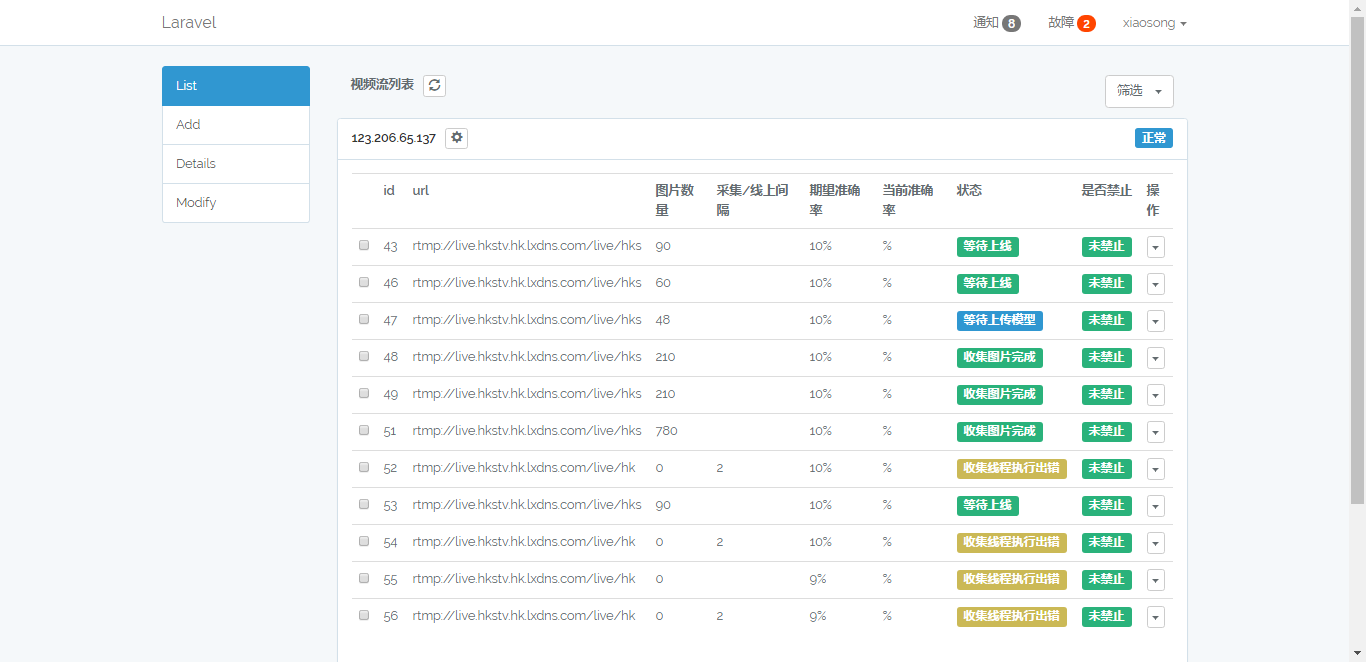 Laravel 通知 8 故障 2 xiaosong
List
Add
Details
Modify
视频流列表 筛选
123.206.65.137 正常
id url 图片数量 采集/线上间隔 期望准确率 当前准确率 状态 是否禁止 操作
43 rtmp://live.hkstv.hk.lxdns.com/live/hks 90 10% % 等待上线 未禁止
46 rtmp://live.hkstv.hk.lxdns.com/live/hks 60 10% % 等待上线 未禁止
47 rtmp://live.hkstv.hk.lxdns.com/live/hks 48 10% % 等待上传模型 未禁止
48 rtmp://live.hkstv.hk.lxdns.com/live/hks 210 10% % 收集图片完成 未禁止
49 rtmp://live.hkstv.hk.lxdns.com/live/hks 210 10% % 收集图片完成 未禁止
51 rtmp://live.hkstv.hk.lxdns.com/live/hks 780 10% % 收集图片完成 未禁止
52 rtmp://live.hkstv.hk.lxdns.com/live/hk 0 2 10% % 收集线程执行出错 未禁止
53 rtmp://live.hkstv.hk.lxdns.com/live/hks 90 10% % 等待上线 未禁止
54 rtmp://live.hkstv.hk.lxdns.com/live/hk 0 2 10% % 收集线程执行出错 未禁止
55 rtmp://live.hkstv.hk.lxdns.com/live/hk 0 9% % 收集线程执行出错 未禁止
56 rtmp://live.hkstv.hk.lxdns.com/live/hk 0 2 9% % 收集线程执行出错 未禁止